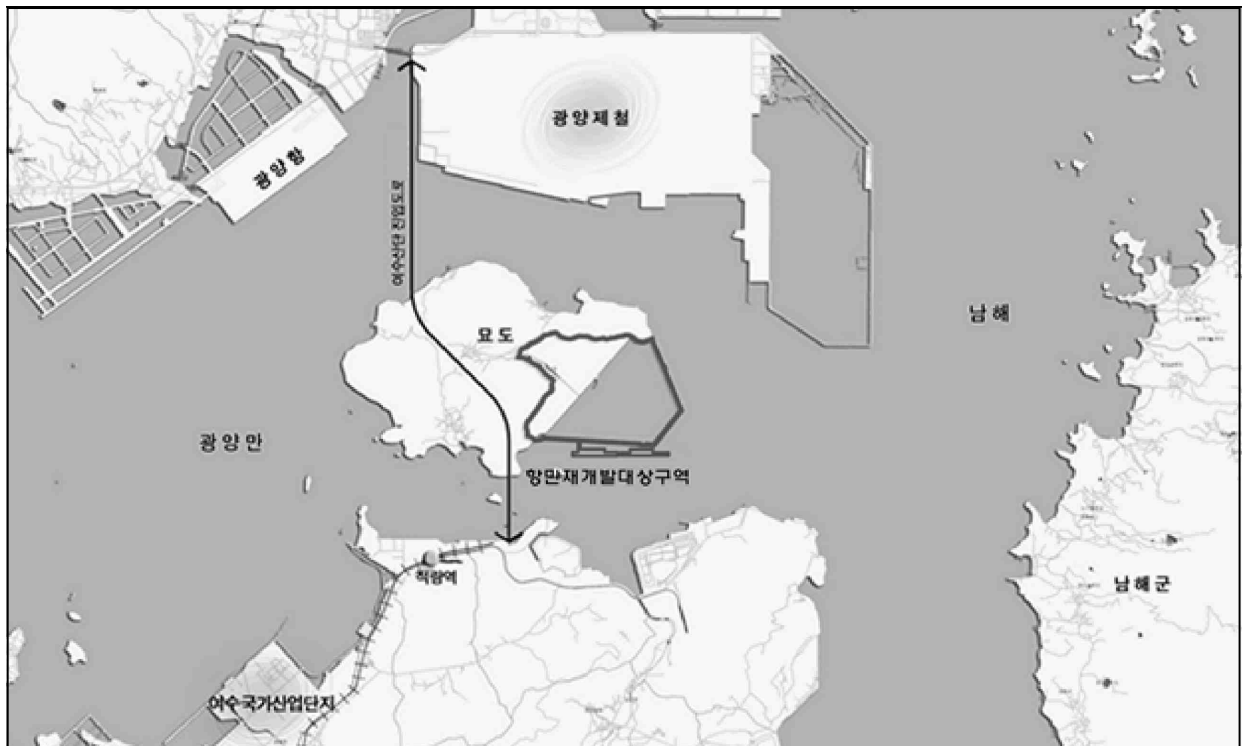 광양제철
광양항
여수산단 진입도로
남해
묘도
광양만
항만재개발대상구역
적량역
남해군
여수국가산업단지